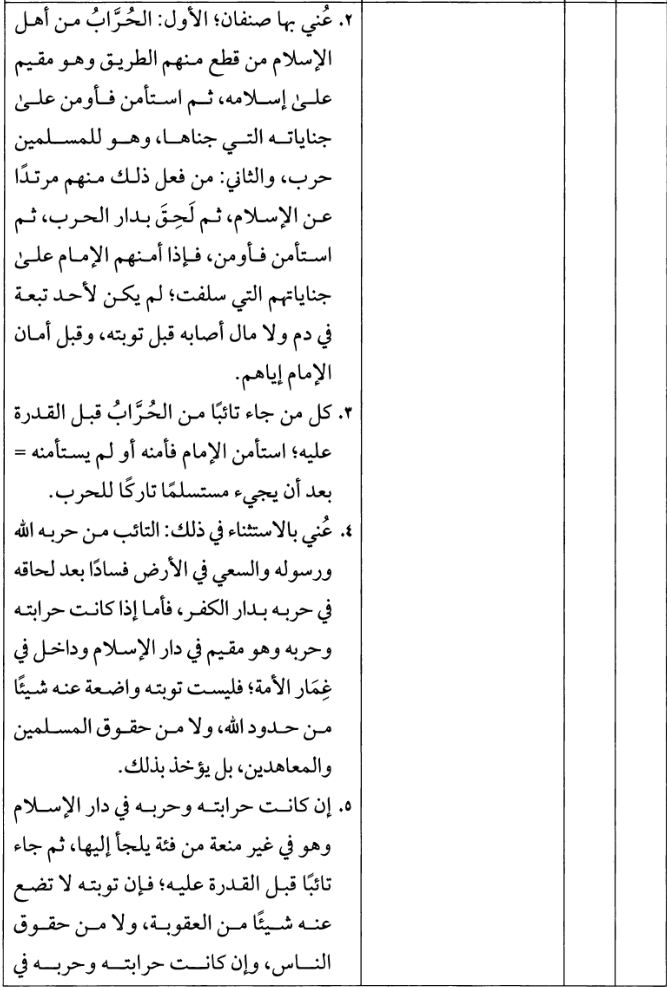 ٢. عُني بها صنفان؛ الأول: الحُرَّابُ من أهل
الإسلام من قطع منهم الطريق وهو مقيم
علىٰ إسلامه، ثم استأمن فأومن علىٰ
جناياته التي جناها، وهو للمسلمين
حرب، والثاني: من فعل ذلك منهم مرتدًا
عن الإسلام، ثم لَحِقَ بدار الحرب، ثم
استأمن فأومن، فإذا أمنهم الإمام علىٰ
جناياتهم التي سلفت؛ لم يكن لأحد تبعة
في دم ولا مال أصابه قبل توبته، وقبل أمان
الإمام إياهم.
٣. كل من جاء تائبًا من الحُرَّابُ قبل القدرة
عليه؛ استأمن الإمام فأمنه أو لم يستأمنه =
بعد أن يجيء مستسلمًا تاركًا للحرب.
٤. عُني بالاستثناء في ذلك: التائب من حربه الله
ورسوله والسعي في الأرض فسادًا بعد لحاقه
في حربه بدار الكفر، فأما إذا كانت حرابته
وحربه وهو مقيم في دار الإسلام وداخل في
غِمَار الأمة؛ فليست توبته واضعة عنه شيئًا
من حدود الله، ولا من حقوق المسلمين
والمعاهدين، بل يؤخذ بذلك.
٥. إن كانت حرابته وحربه في دار الإسلام
وهو في غير منعة من فئة يلجأ إليها، ثم جاء
تائبًا قبل القدرة عليه؛ فإن توبته لا تضع
عنه شيئًا من العقوبة، ولا من حقوق
الناس، وإن كانت حرابته وحربه في